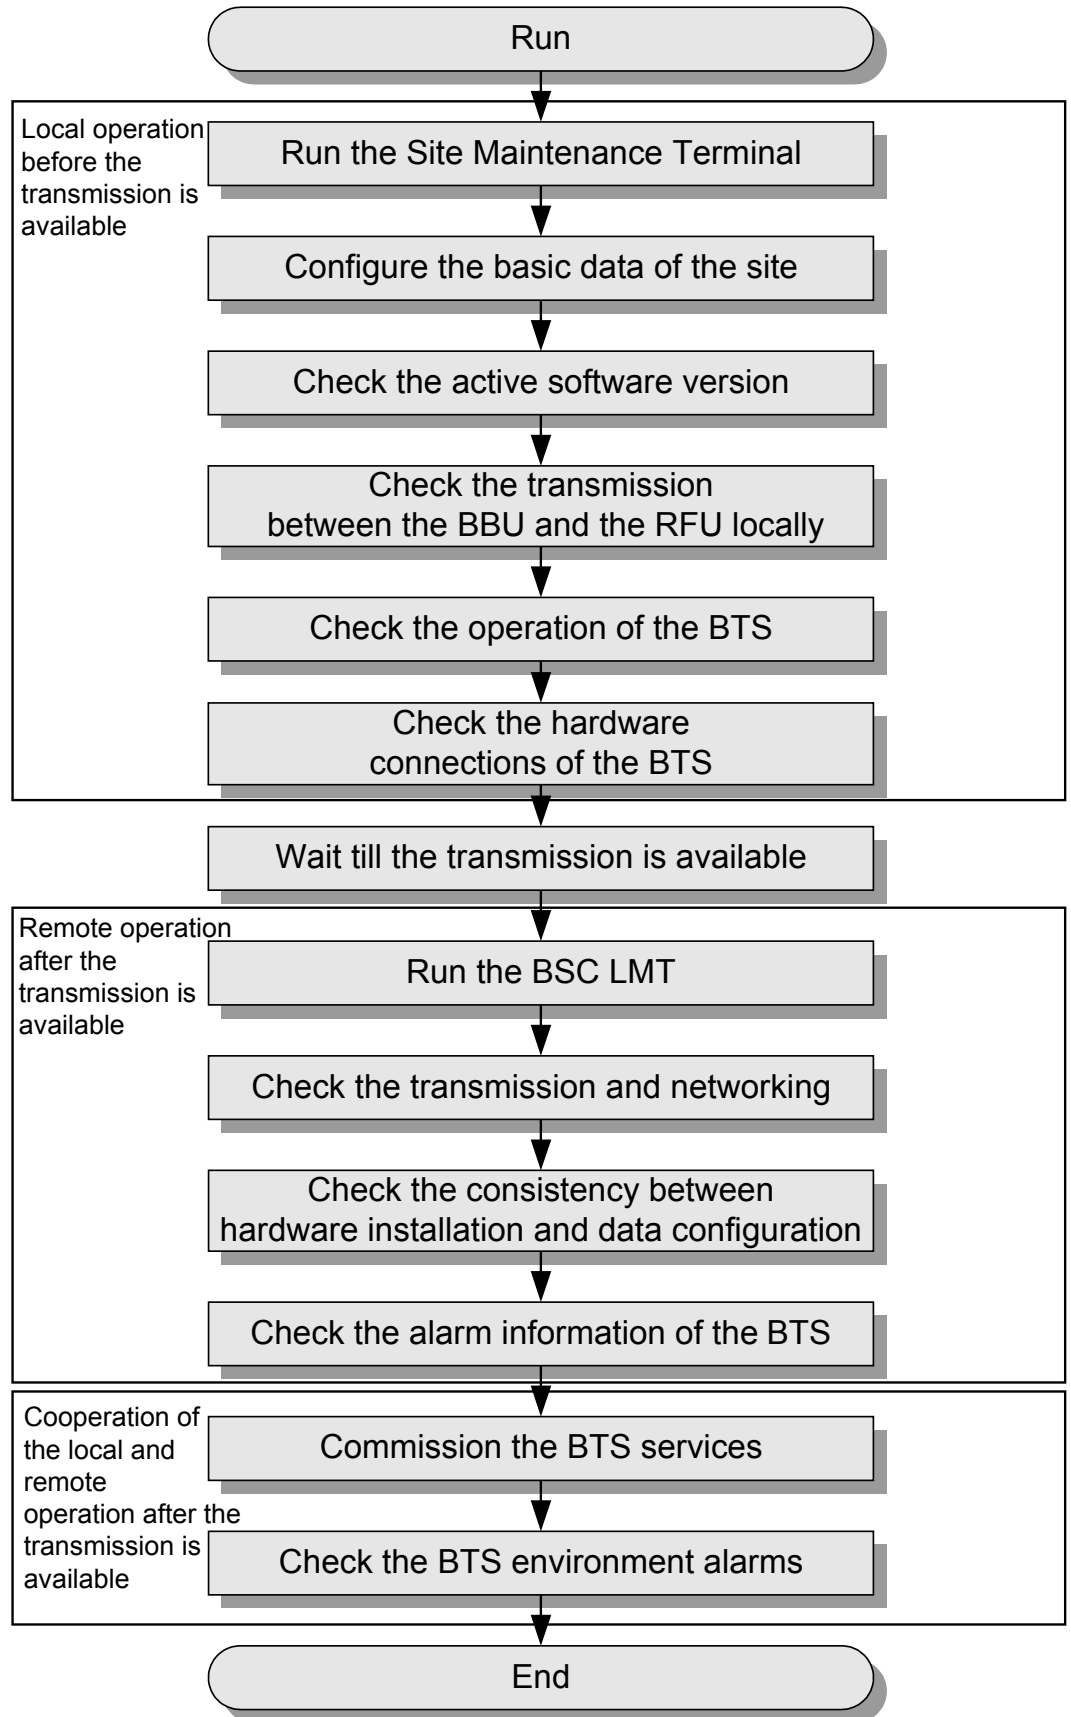 Run
Local operation
before the
transmission is
available
Run the Site Maintenance Terminal
Configure the basic data of the site
Check the active software version
Check the transmission
between the BBU and the RFU locally
Check the operation of the BTS
Check the hardware
connections of the BTS
Wait till the transmission is available
Remote operation
after the
transmission is
available
Run the BSC LMT
Check the transmission and networking
Check the consistency between
hardware installation and data configuration
Check the alarm information of the BTS
Cooperation of
the local and
remote
operation after the
transmission is
available
Commission the BTS services
Check the BTS environment alarms
End